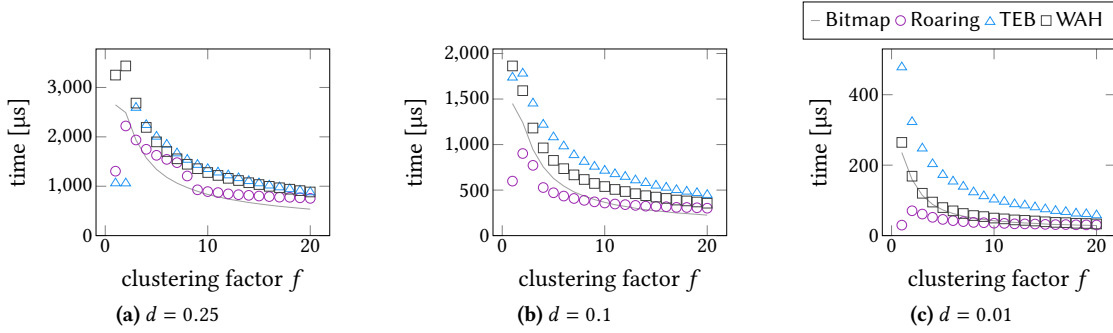 Bitmap Roaring TEB WAH
3,000
2,000
1,000
0
time [µs]
0 10 20
clustering factor f
(a) d = 0.25
2,000
1,500
1,000
500
0
time [µs]
0 10 20
clustering factor f
(b) d = 0.1
400
200
0
time [µs]
0 10 20
clustering factor f
(c) d = 0.01